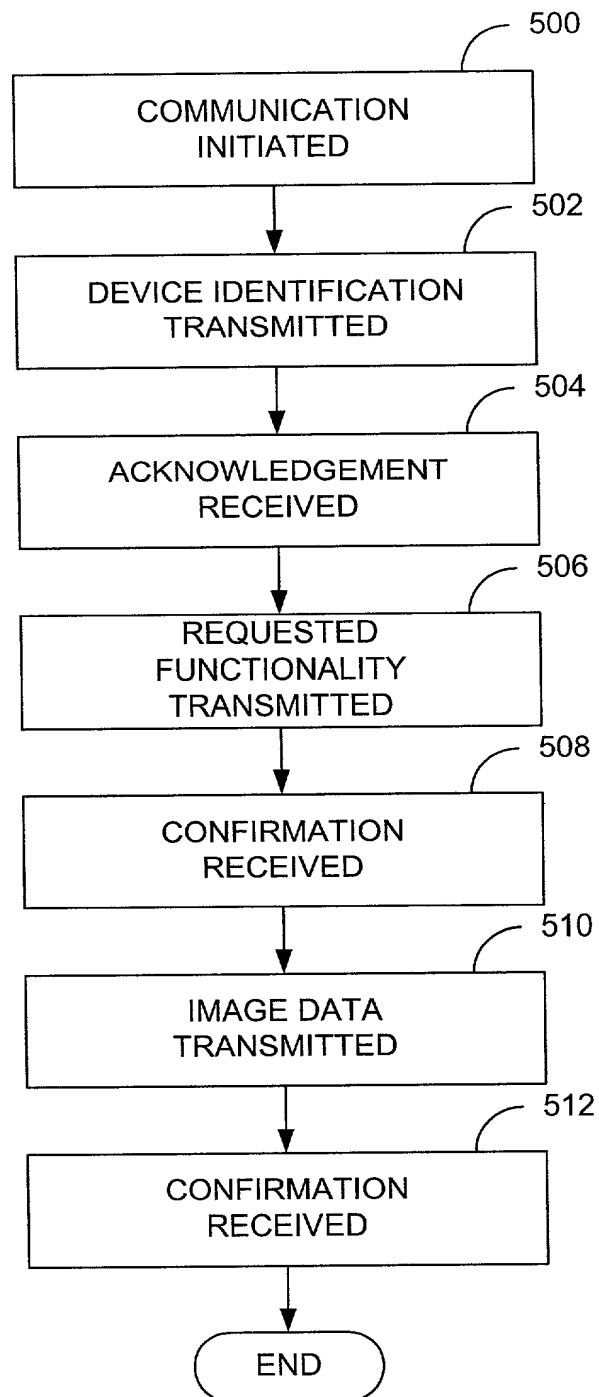 500
COMMUNICATION
INITIATED
502
DEVICE IDENTIFICATION
TRANSMITTED
504
ACKNOWLEDGEMENT
RECEIVED
506
REQUESTED
FUNCTIONALITY
TRANSMITTED
508
CONFIRMATION
RECEIVED
510
IMAGE DATA
TRANSMITTED
512
CONFIRMATION
RECEIVED
END